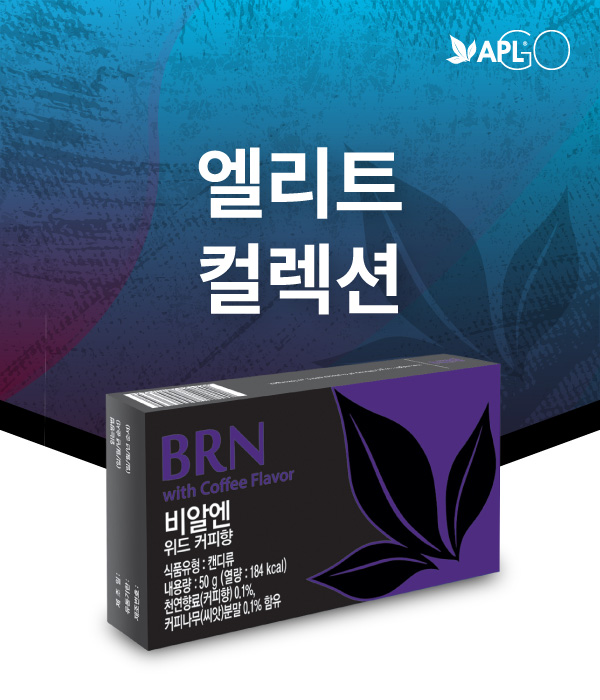 APL GO
엘리트
컬렉션
BRN
with Coffee Flavor
비알엔
위드 커피향
식품유형 : 캔디류
내용량 : 50 g (열량 : 184 kcal)
천연향료(커피향) 0.1%,
커피나무(씨앗)분말 0.1% 함유